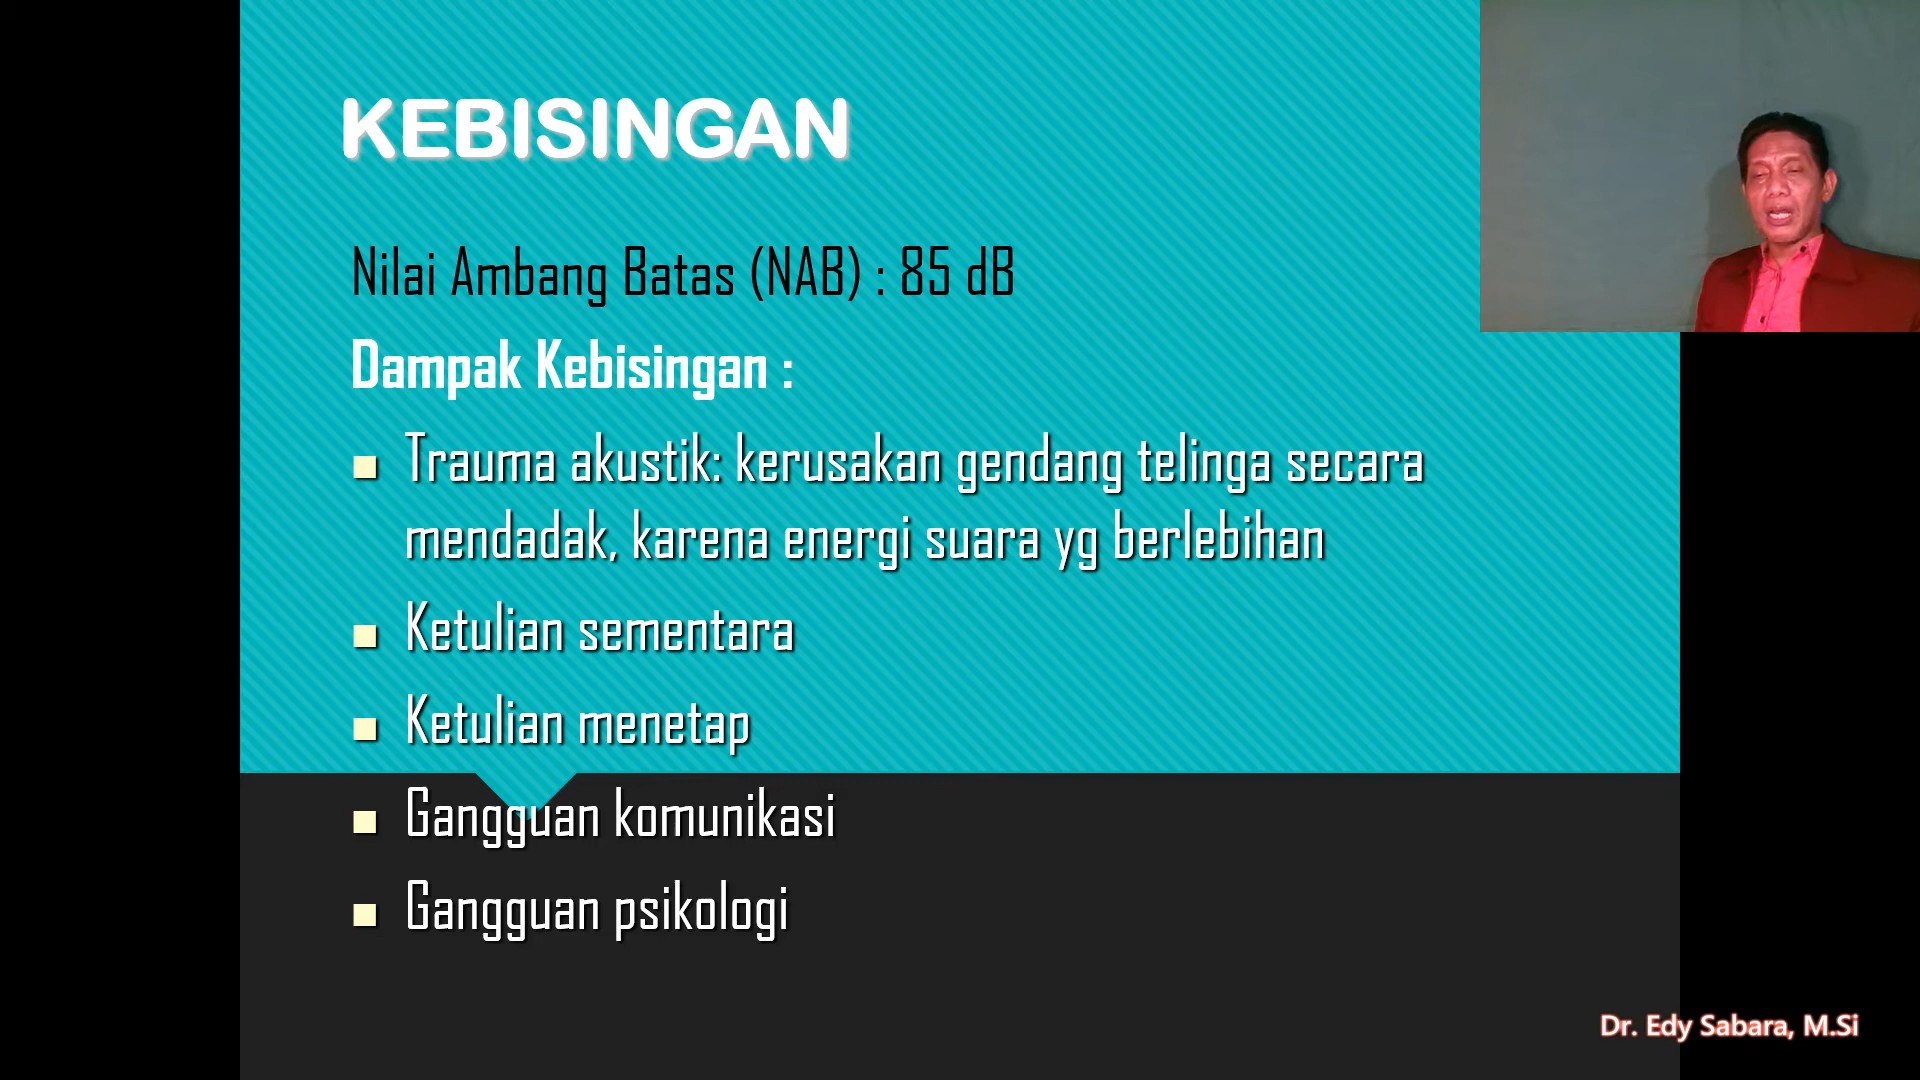 KEBISINGAN
Nilai Ambang Batas (NAB) : 85 dB
Dampak Kebisingan :
Trauma akustik: kerusakan gendang telinga secara
mendadak, karena energi suara yg berlebihan
Ketulian sementara
Ketulian menetap
Gangguan komunikasi
Gangguan psikologi
Dr. Edy Sabara, M.Si